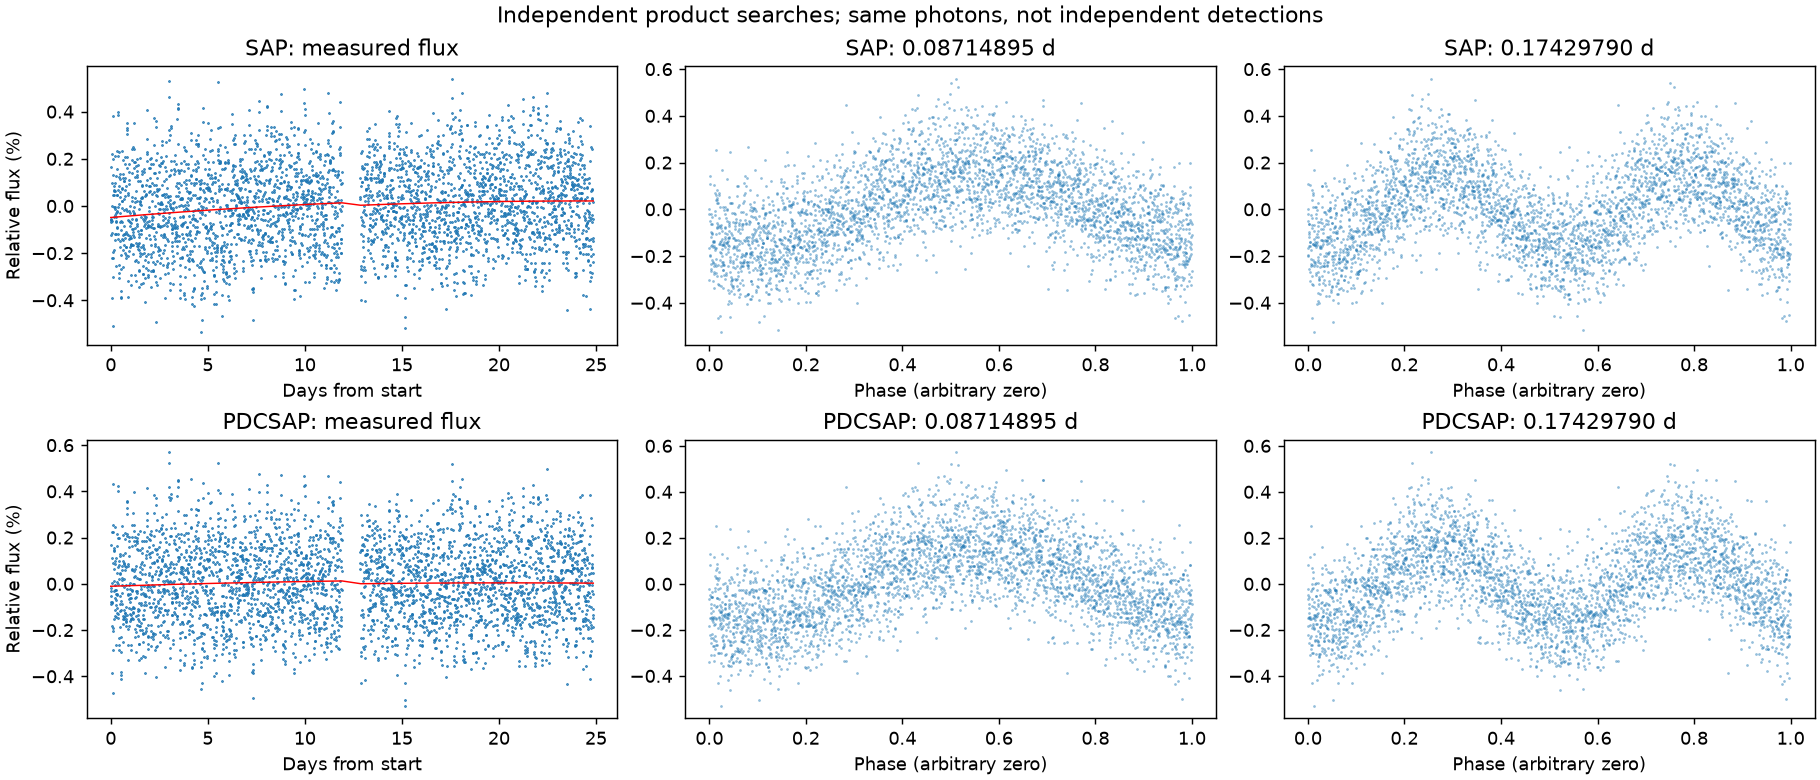 Independent product searches; same photons, not independent detections
SAP: measured flux
SAP: 0.08714895 d
SAP: 0.17429790 d
Relative flux (%)
0.4
0.2
0.0
−0.2
−0.4
0 5 10 15 20 25
Days from start
0.6
0.4
0.2
0.0
−0.2
−0.4
0.0 0.2 0.4 0.6 0.8 1.0
Phase (arbitrary zero)
0.6
0.4
0.2
0.0
−0.2
−0.4
0.0 0.2 0.4 0.6 0.8 1.0
Phase (arbitrary zero)
PDCSAP: measured flux
PDCSAP: 0.08714895 d
PDCSAP: 0.17429790 d
Relative flux (%)
0.6
0.4
0.2
0.0
−0.2
−0.4
0 5 10 15 20 25
Days from start
0.6
0.4
0.2
0.0
−0.2
−0.4
0.0 0.2 0.4 0.6 0.8 1.0
Phase (arbitrary zero)
0.6
0.4
0.2
0.0
−0.2
−0.4
0.0 0.2 0.4 0.6 0.8 1.0
Phase (arbitrary zero)